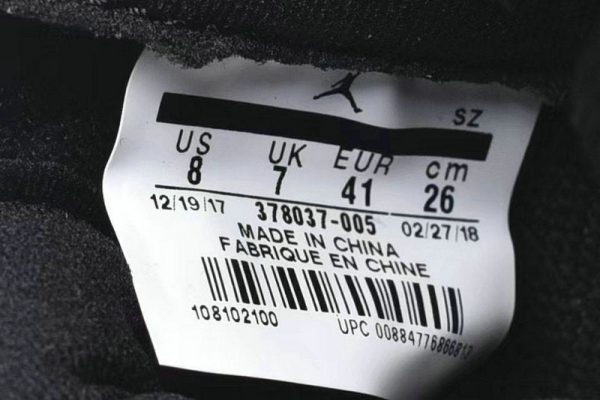 SZ
US UK EUR cm
8 7 41 26
12/19/17 378037-005 02/27/18
MADE IN CHINA
FABRIQUE EN CHINE
108102100 UPC